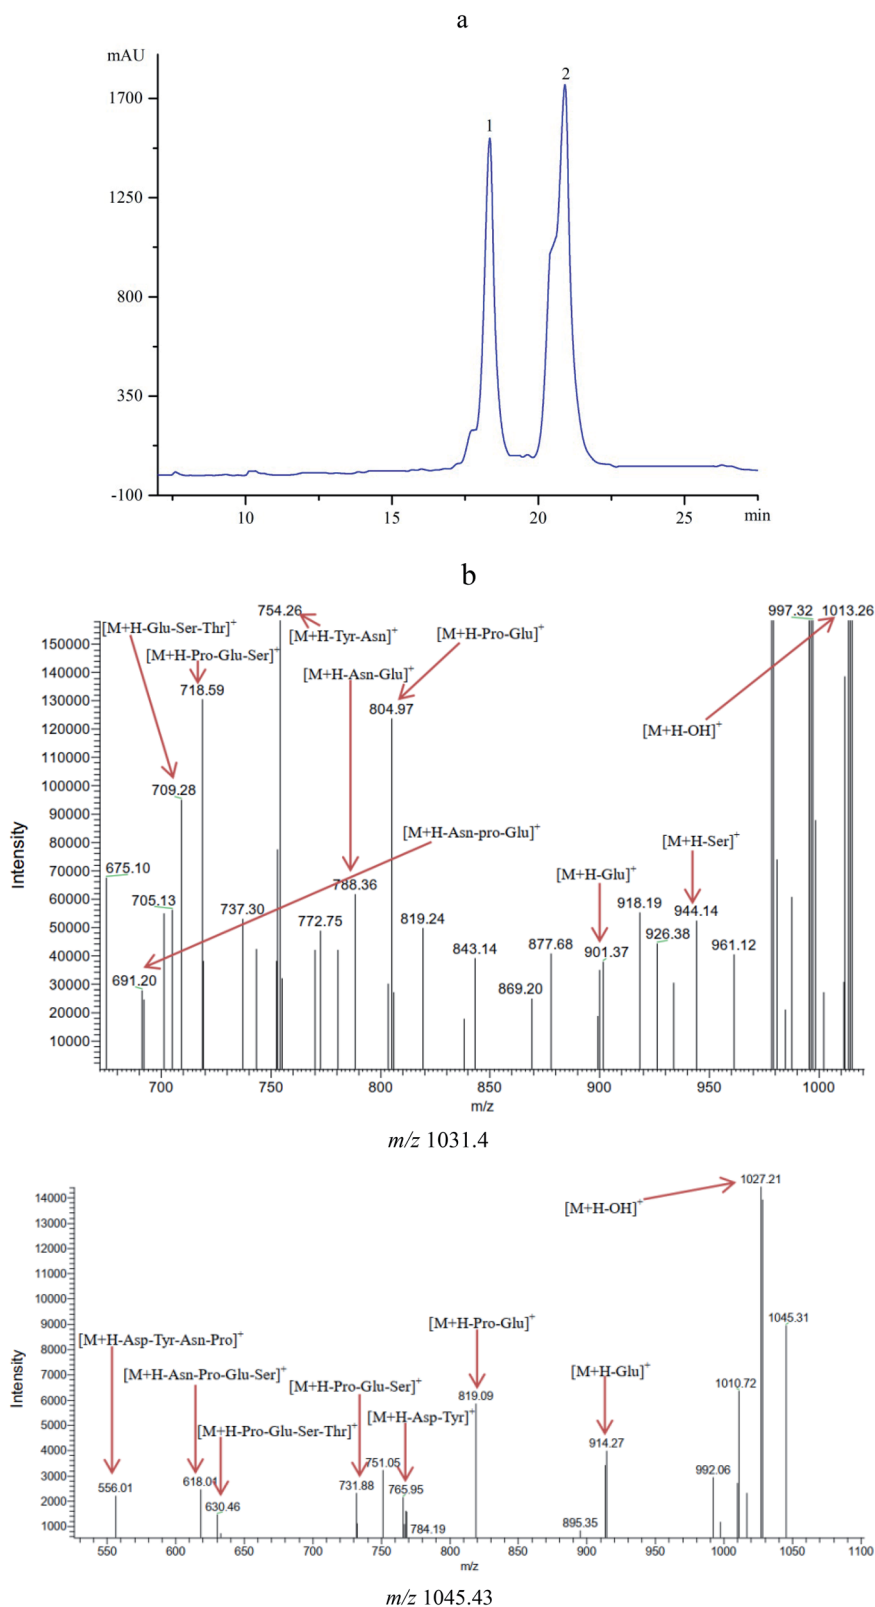 a
mAU
1700
1250
800
350
-100
1
2
10 15 20 25 min
b
754.26
997.32 1013.26
[M+H-Glu-Ser-Thr]+
[M+H-Tyr-Asn]+
[M+H-Pro-Glu]+
[M+H-Pro-Glu-Ser]+
[M+H-Asn-Glu]+
718.59
804.97
[M+H-OH]+
709.28
[M+H-Asn-pro-Glu]+
[M+H-Ser]+
[M+H-Glu]+
675.10
788.36
705.13
737.30
772.75
819.24
918.19
944.14
926.38
843.14
877.68
901.37
961.12
691.20
869.20
150000
140000
130000
120000
110000
100000
90000
80000
70000
60000
50000
40000
30000
20000
10000
Intensity
700 750 800 850 900 950 1000
m/z
m/z 1031.4
1027.21
[M+H-OH]+
1045.31
[M+H-Pro-Glu]+
[M+H-Asp-Tyr-Asn-Pro]+
[M+H-Asn-Pro-Glu-Ser]+
[M+H-Pro-Glu-Ser]+
[M+H-Glu]+
819.09
1010.72
[M+H-Asp-Tyr]+
[M+H-Pro-Glu-Ser-Thr]+
914.27
751.05
992.06
618.01
731.88
765.95
556.01
630.46
784.19
895.35
14000
13000
12000
11000
10000
9000
8000
7000
6000
5000
4000
3000
2000
1000
Intensity
550 600 650 700 750 800 850 900 950 1000 1050 1100
m/z
m/z 1045.43